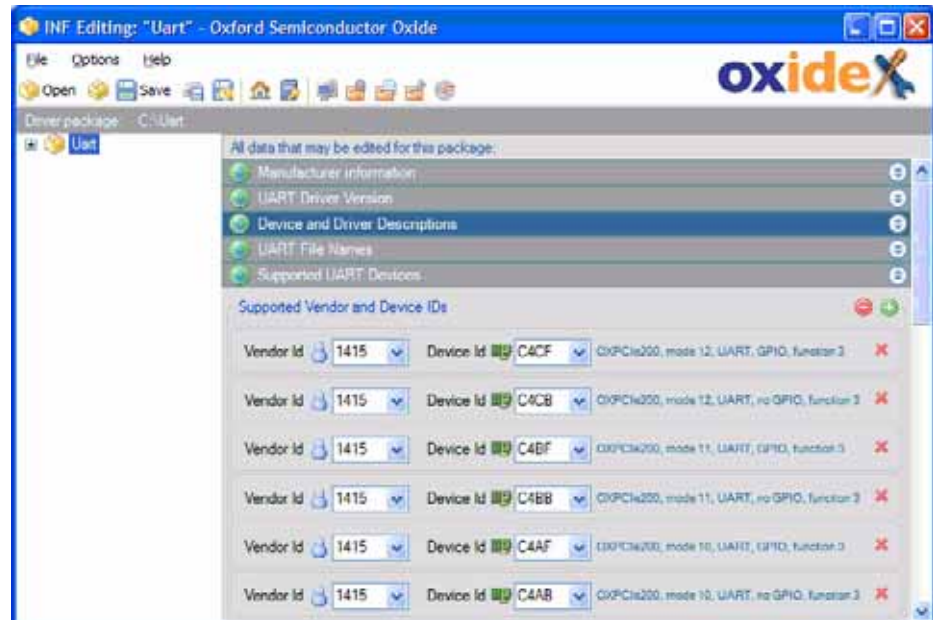 INF Editing: "Uart" - Oxford Semiconductor Oxide
File Options Help
Open Save
oxide
Driver package C:\Uart
Uart
All data that may be edited for this package:
Manufacturer information
UART Driver Version
Device and Driver Descriptions
UART File Names
Supported UART Devices
Supported Vendor and Device IDs
Vendor Id 1415 Device Id C4CF OXPCIe200, mode 12, UART, GPIO, function 3
Vendor Id 1415 Device Id C4CB OXPCIe200, mode 12, UART, no GPIO, function 3
Vendor Id 1415 Device Id C4BF OXPCIe200, mode 11, UART, GPIO, function 3
Vendor Id 1415 Device Id C4BB OXPCIe200, mode 11, UART, no GPIO, function 3
Vendor Id 1415 Device Id C4AF OXPCIe200, mode 10, UART, GPIO, function 3
Vendor Id 1415 Device Id C4AB OXPCIe200, mode 10, UART, no GPIO, function 3